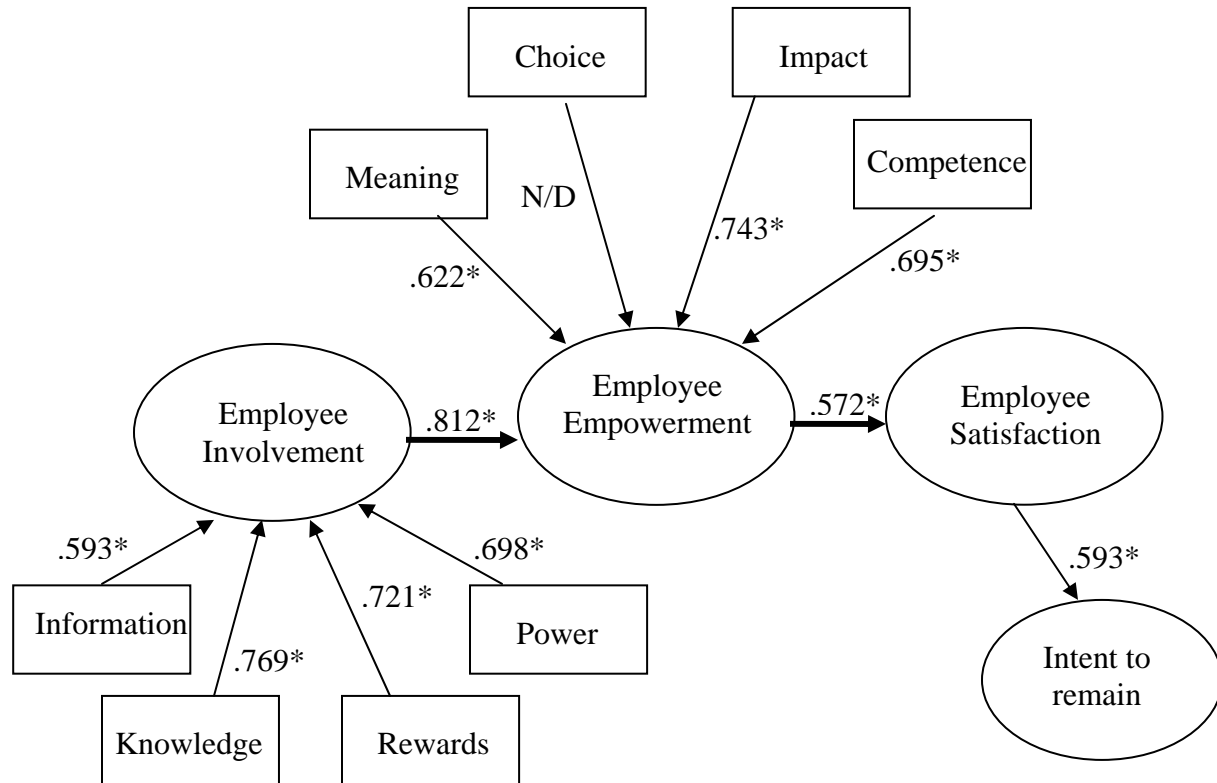 Choice
Impact
Meaning
Competence
N/D
.743*
.622*
.695*
Employee
Empowerment
Employee
Involvement
.812*
.572*
Employee
Satisfaction
.593*
.698*
.593*
.721*
Information
Power
.769*
Intent to
remain
Knowledge
Rewards